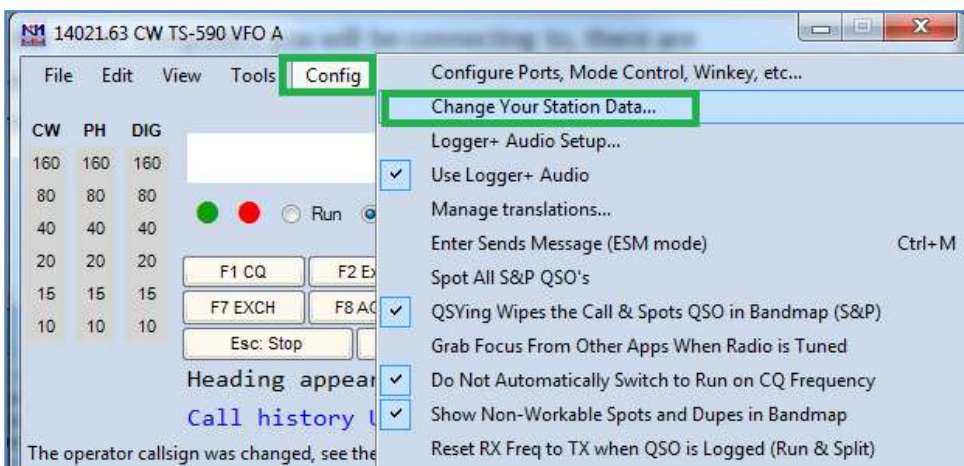 N1MM 14021.63 CW TS-590 VFO A
File Edit View Tools Config
Configure Ports, Mode Control, Winkey, etc...
Change Your Station Data...
Logger+ Audio Setup...
Use Logger+ Audio
Manage translations...
Enter Sends Message (ESM mode) Ctrl+M
Spot All S&P QSO's
QSYing Wipes the Call & Spots QSO in Bandmap (S&P)
Grab Focus From Other Apps When Radio is Tuned
Do Not Automatically Switch to Run on CQ Frequency
Show Non-Workable Spots and Dupes in Bandmap
Reset RX Freq to TX when QSO is Logged (Run & Split)
CW PH DIG
160 160 160
80 80 80
40 40 40
20 20 20
15 15 15
10 10 10
Run
F1 CQ F2 Ex
F7 EXCH F8 AG
Esc: Stop
Heading appear
Call history U
The operator callsign was changed, see the